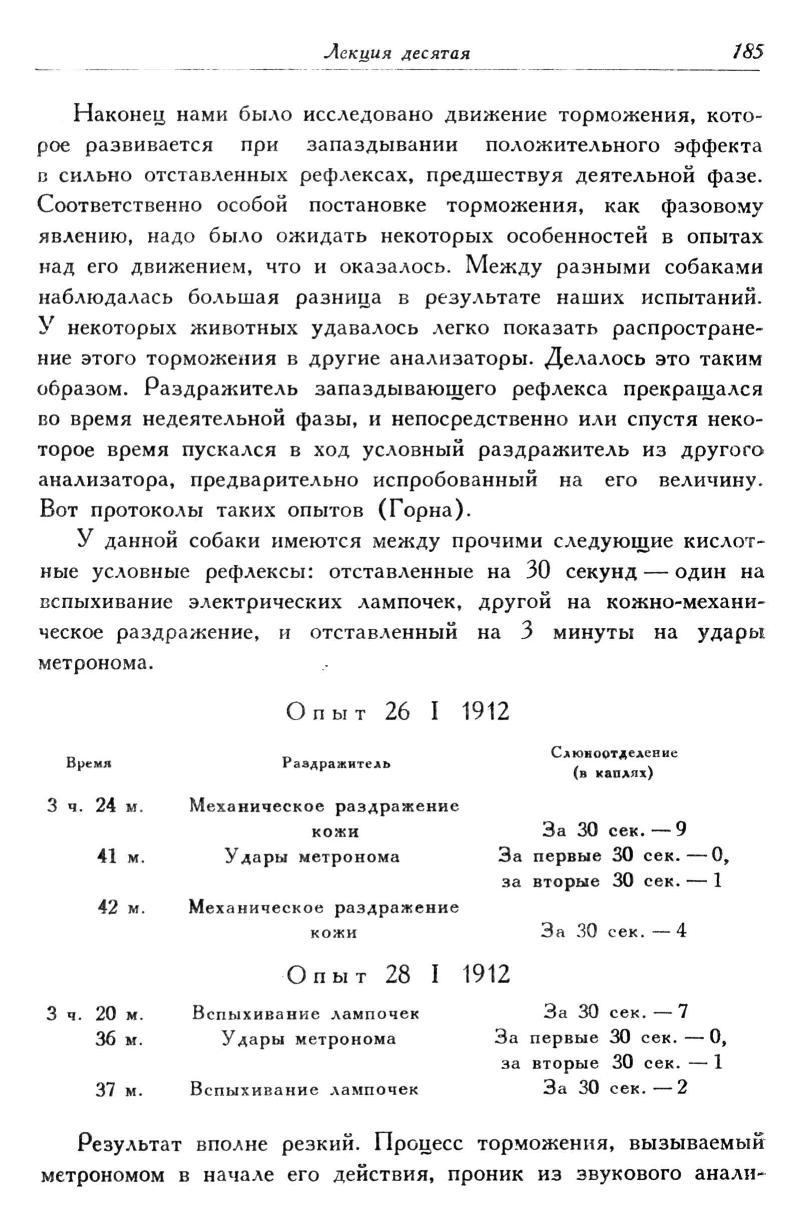 Лекция десятая 185
Наконец нами было исследовано движение торможения, кото-
рое развивается при запаздывании положительного эффекта
в сильно отставленных рефлексах, предшествуя деятельной фазе.
Соответственно особой постановке торможения, как фазовому
явлению, надо было ожидать некоторых особенностей в опытах
над его движением, что и оказалось. Между разными собаками
наблюдалась большая разница в результате наших испытаний.
У некоторых животных удавалось легко показать распростране-
ние этого торможения в другие анализаторы. Делалось это таким
образом. Раздражитель запаздывающего рефлекса прекращался
во время недеятельной фазы, и непосредственно или спустя неко-
торое время пускался в ход условный раздражитель из другого
анализатора, предварительно испробованный на его величину.
Вот протоколы таких опытов (Горна).
У данной собаки имеются между прочими следующие кислот-
ные условные рефлексы: отставленные на 30 секунд — один на
вспыхивание электрических лампочек, другой на кожно-механи-
ческое раздражение, и отставленный на 3 минуты на удары
метронома.
Опыт 26 I 1912
Время Раздражитель Слюноотделение
(в каплях)
3 ч. 24 м. Механическое раздражение
кожи За 30 сек. — 9
41 м. Удары метронома За первые 30 сек. — 0,
за вторые 30 сек. — 1
42 м. Механическое раздражение
кожи За 30 сек. — 4
Опыт 28 I 1912
3 ч. 20 м. Вспыхивание лампочек За 30 сек. — 7
36 м. Удары метронома За первые 30 сек. — 0,
за вторые 30 сек. — 1
37 м. Вспыхивание лампочек За 30 сек. — 2
Результат вполне резкий. Процесс торможения, вызываемый
метрономом в начале его действия, проник из звукового анали-